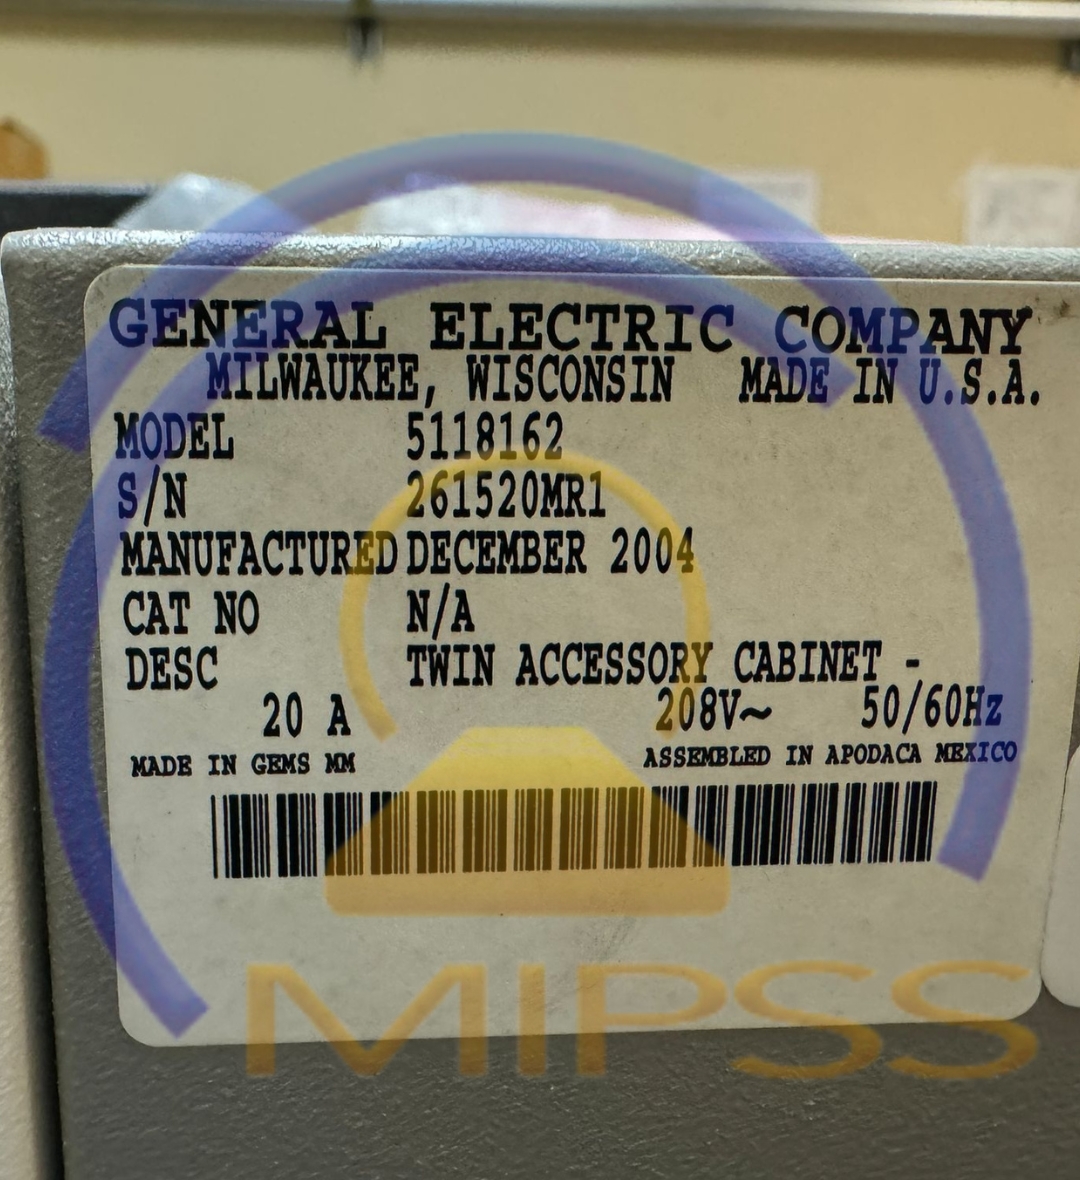 GENERAL ELECTRIC COMPANY
MILWAUKEE, WISCONSIN MADE IN U.S.A.
MODEL 5118162
S/N 261520MR1
MANUFACTURED DECEMBER 2004
CAT NO N/A
DESC TWIN ACCESSORY CABINET -
20 A 208V~ 50/60Hz
MADE IN GEMS MM ASSEMBLED IN APODACA MEXICO
MIPSS